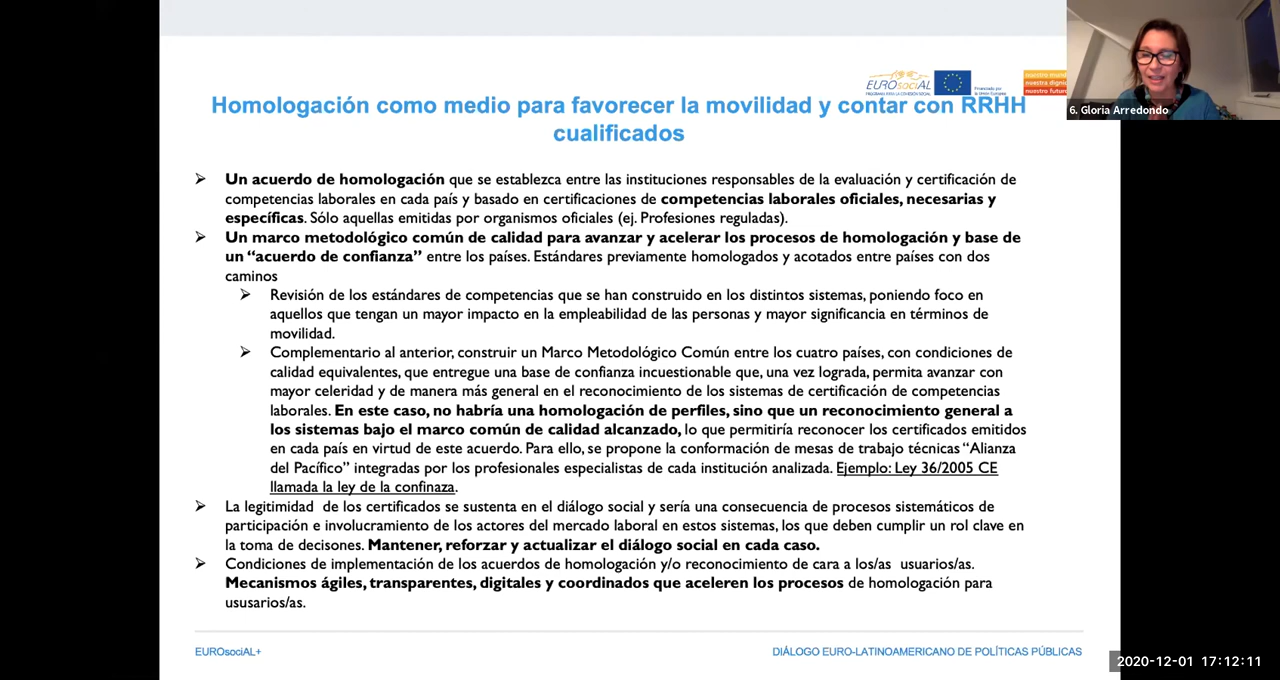 EUROsociAL
PROGRAMA PARA LA COHESIÓN SOCIAL
Financiado por
la Unión Europea
nuestro mund
nuestra digni
nuestro futuro
6. Gloria Arredondo
Homologación como medio para favorecer la movilidad y contar con RRHH
cualificados
Un acuerdo de homologación que se establezca entre las instituciones responsables de la evaluación y certificación de
competencias laborales en cada país y basado en certificaciones de competencias laborales oficiales, necesarias y
específicas. Sólo aquellas emitidas por organismos oficiales (ej. Profesiones reguladas).
Un marco metodológico común de calidad para avanzar y acelerar los procesos de homologación y base de
un “acuerdo de confianza” entre los países. Estándares previamente homologados y acotados entre países con dos
caminos
Revisión de los estándares de competencias que se han construido en los distintos sistemas, poniendo foco en
aquellos que tengan un mayor impacto en la empleabilidad de las personas y mayor significancia en términos de
movilidad.
Complementario al anterior, construir un Marco Metodológico Común entre los cuatro países, con condiciones de
calidad equivalentes, que entregue una base de confianza incuestionable que, una vez lograda, permita avanzar con
mayor celeridad y de manera más general en el reconocimiento de los sistemas de certificación de competencias
laborales. En este caso, no habría una homologación de perfiles, sino que un reconocimiento general a
los sistemas bajo el marco común de calidad alcanzado, lo que permitiría reconocer los certificados emitidos
en cada país en virtud de este acuerdo. Para ello, se propone la conformación de mesas de trabajo técnicas “Alianza
del Pacífico” integradas por los profesionales especialistas de cada institución analizada. Ejemplo: Ley 36/2005 CE
llamada la ley de la confinaza.
La legitimidad de los certificados se sustenta en el diálogo social y sería una consecuencia de procesos sistemáticos de
participación e involucramiento de los actores del mercado laboral en estos sistemas, los que deben cumplir un rol clave en
la toma de decisones. Mantener, reforzar y actualizar el diálogo social en cada caso.
Condiciones de implementación de los acuerdos de homologación y/o reconocimiento de cara a los/as usuarios/as.
Mecanismos ágiles, transparentes, digitales y coordinados que aceleren los procesos de homologación para
ususarios/as.
EUROsociAL+
DIÁLOGO EURO-LATINOAMERICANO DE POLÍTICAS PÚBLICAS
2020-12-01 17:12:11